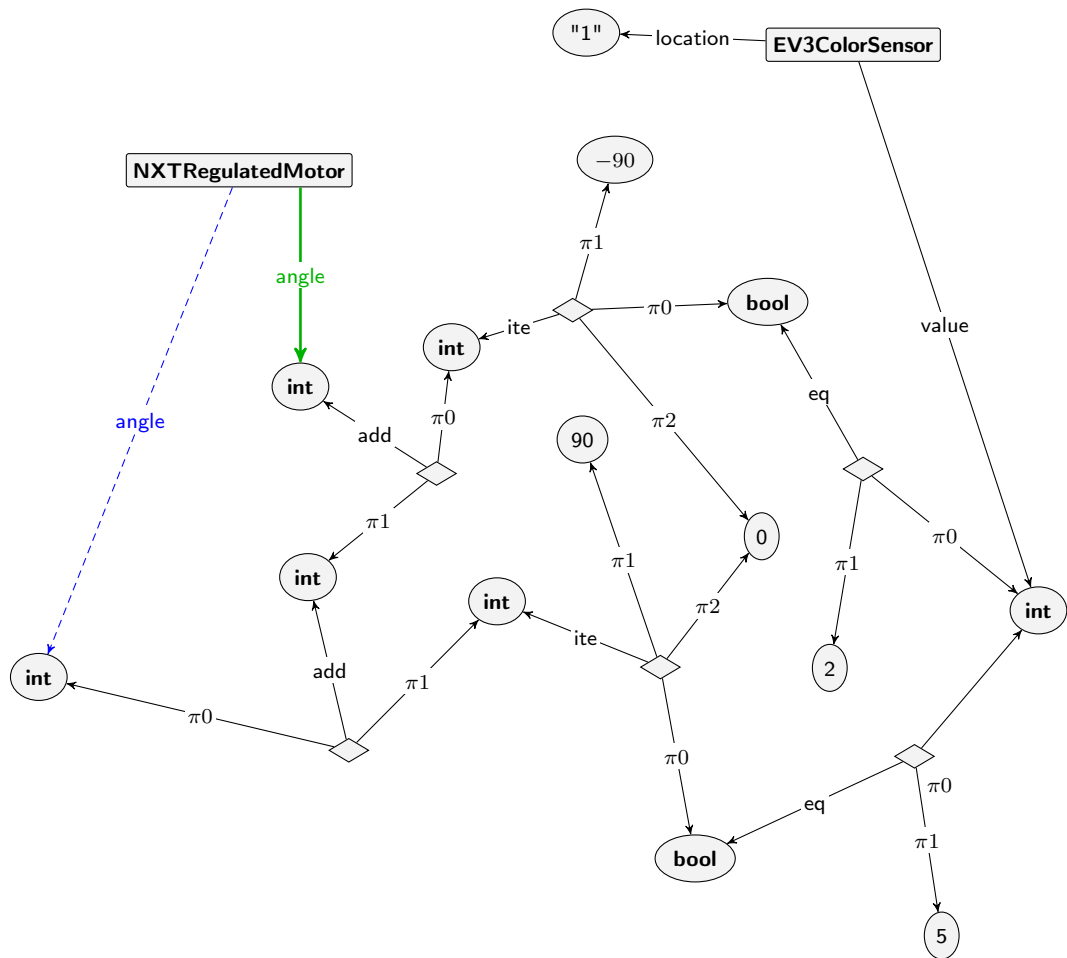 "1"
location
EV3ColorSensor
−90
NXTRegulatedMotor
π1
angle
bool
π0
value
ite
int
int
eq
π0
π2
angle
add
90
π1
0
π0
π1
π1
int
int
π2
int
ite
add
π1
2
int
π0
π0
π0
eq
π1
bool
5